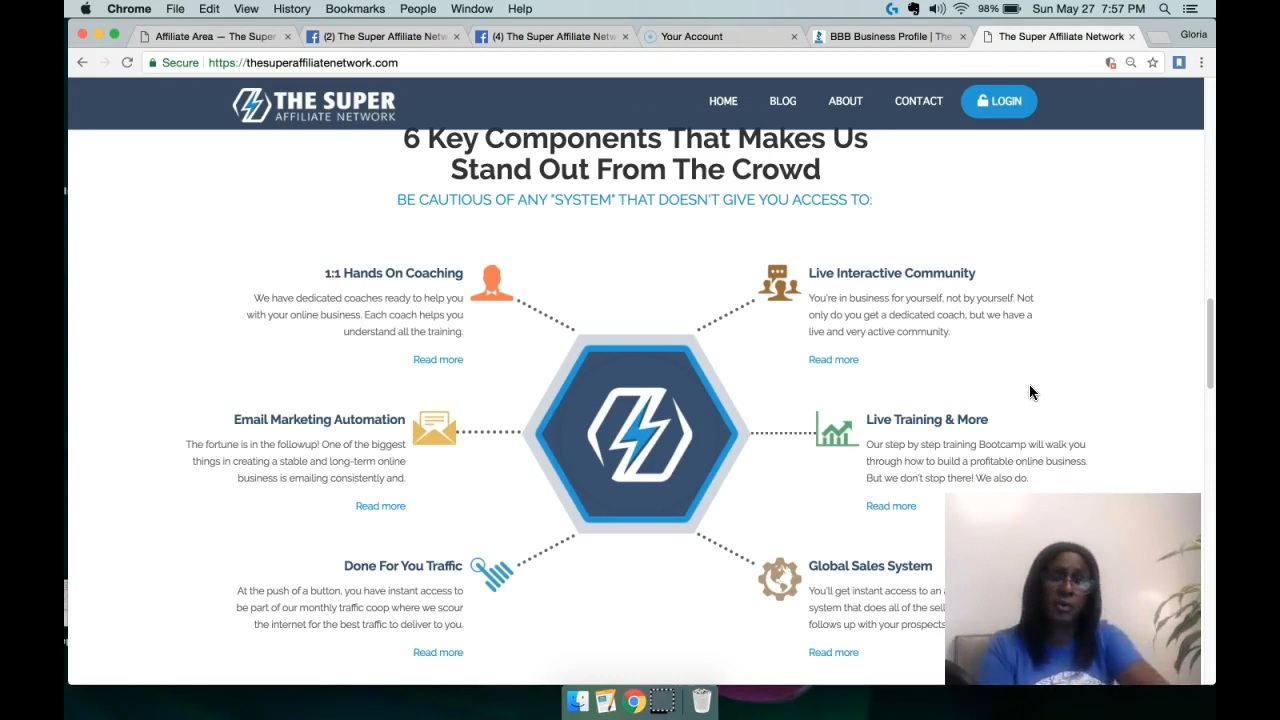 Chrome File Edit View History Bookmarks People Window Help 98% Sun May 27 7:57 PM
Affiliate Area — The Super
(2) The Super Affiliate Netw
(4) The Super Affiliate Netw
Your Account
BBB Business Profile | The
The Super Affiliate Network
Gloria
Secure https://thesuperaffiliatenetwork.com
THE SUPER
AFFILIATE NETWORK
HOME BLOG ABOUT CONTACT LOGIN
6 Key Components That Makes Us
Stand Out From The Crowd
BE CAUTIOUS OF ANY "SYSTEM" THAT DOESN'T GIVE YOU ACCESS TO:
1:1 Hands On Coaching
We have dedicated coaches ready to help you
with your online business. Each coach helps you
understand all the training.
Read more
Live Interactive Community
You're in business for yourself, not by yourself. Not
only do you get a dedicated coach, but we have a
live and very active community.
Read more
Email Marketing Automation
The fortune is in the followup! One of the biggest
things in creating a stable and long-term online
business is emailing consistently and.
Read more
Live Training & More
Our step by step training Bootcamp will walk you
through how to build a profitable online business.
But we don't stop there! We also do.
Read more
Done For You Traffic
At the push of a button, you have instant access to
be part of our monthly traffic coop where we scour
the internet for the best traffic to deliver to you.
Read more
Global Sales System
You'll get instant access to an
system that does all of the sell
follows up with your prospects
Read more